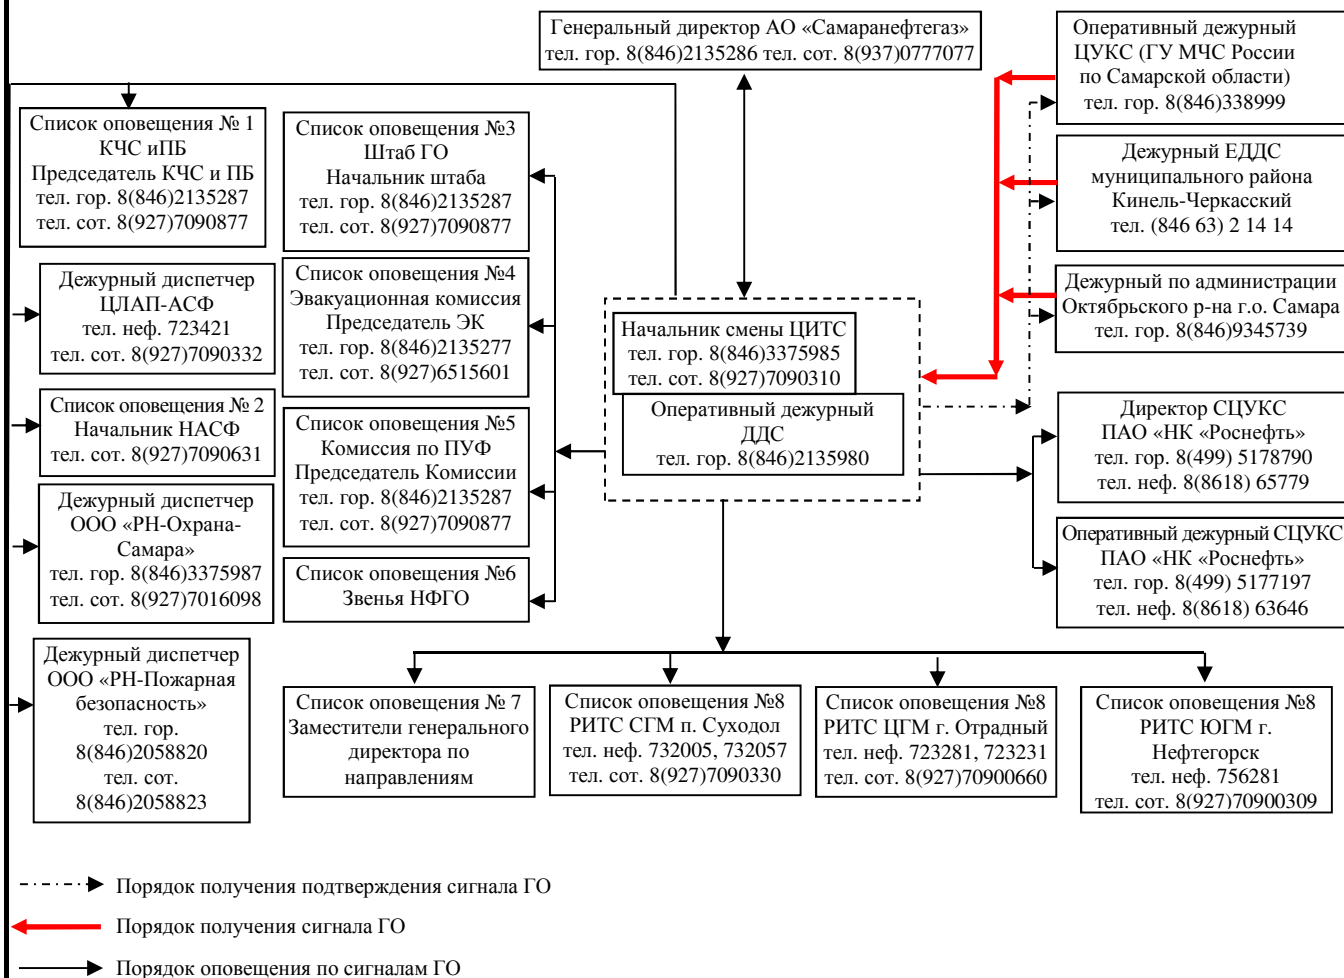 Генеральный директор АО «Самаранефтегаз»
тел. гор. 8(846)2135286 тел. сот. 8(937)0777077
Оперативный дежурный
ЦУКС (ГУ МЧС России
по Самарской области)
тел. гор. 8(846)338999
Список оповещения № 1
КЧС иПБ
Председатель КЧС и ПБ
тел. гор. 8(846)2135287
тел. сот. 8(927)7090877
Список оповещения №3
Штаб ГО
Начальник штаба
тел. гор. 8(846)2135287
тел. сот. 8(927)7090877
Дежурный ЕДДС
муниципального района
Кинель-Черкасский
тел. (846 63) 2 14 14
Дежурный диспетчер
ЦЛАП-АСФ
тел. неф. 723421
тел. сот. 8(927)7090332
Список оповещения №4
Эвакуационная комиссия
Председатель ЭК
тел. гор. 8(846)2135277
тел. сот. 8(927)6515601
Начальник смены ЦИТС
тел. гор. 8(846)3375985
тел. сот. 8(927)7090310
Дежурный по администрации
Октябрьского р-на г.о. Самара
тел. гор. 8(846)9345739
Список оповещения № 2
Начальник НАСФ
тел. сот. 8(927)7090631
Список оповещения №5
Комиссия по ПУФ
Председатель Комиссии
тел. гор. 8(846)2135287
тел. сот. 8(927)7090877
Оперативный дежурный
ДДС
тел. гор. 8(846)2135980
Директор СЦУКС
ПАО «НК «Роснефть»
тел. гор. 8(499) 5178790
тел. неф. 8(8618) 65779
Дежурный диспетчер
ООО «РН-Охрана-
Самара»
тел. гор. 8(846)3375987
тел. сот. 8(927)7016098
Список оповещения №6
Звенья НФГО
Оперативный дежурный СЦУКС
ПАО «НК «Роснефть»
тел. гор. 8(499) 5177197
тел. неф. 8(8618) 63646
Дежурный диспетчер
ООО «РН-Пожарная
безопасность»
тел. гор.
8(846)2058820
тел. сот.
8(846)2058823
Список оповещения № 7
Заместители генерального
директора по
направлениям
Список оповещения №8
РИТС СГМ п. Суходол
тел. неф. 732005, 732057
тел. сот. 8(927)7090330
Список оповещения №8
РИТС ЦГМ г. Отрадный
тел. неф. 723281, 723231
тел. сот. 8(927)70900660
Список оповещения №8
РИТС ЮГМ г.
Нефтегорск
тел. неф. 756281
тел. сот. 8(927)70900309
Порядок получения подтверждения сигнала ГО
Порядок получения сигнала ГО
Порядок оповещения по сигналам ГО